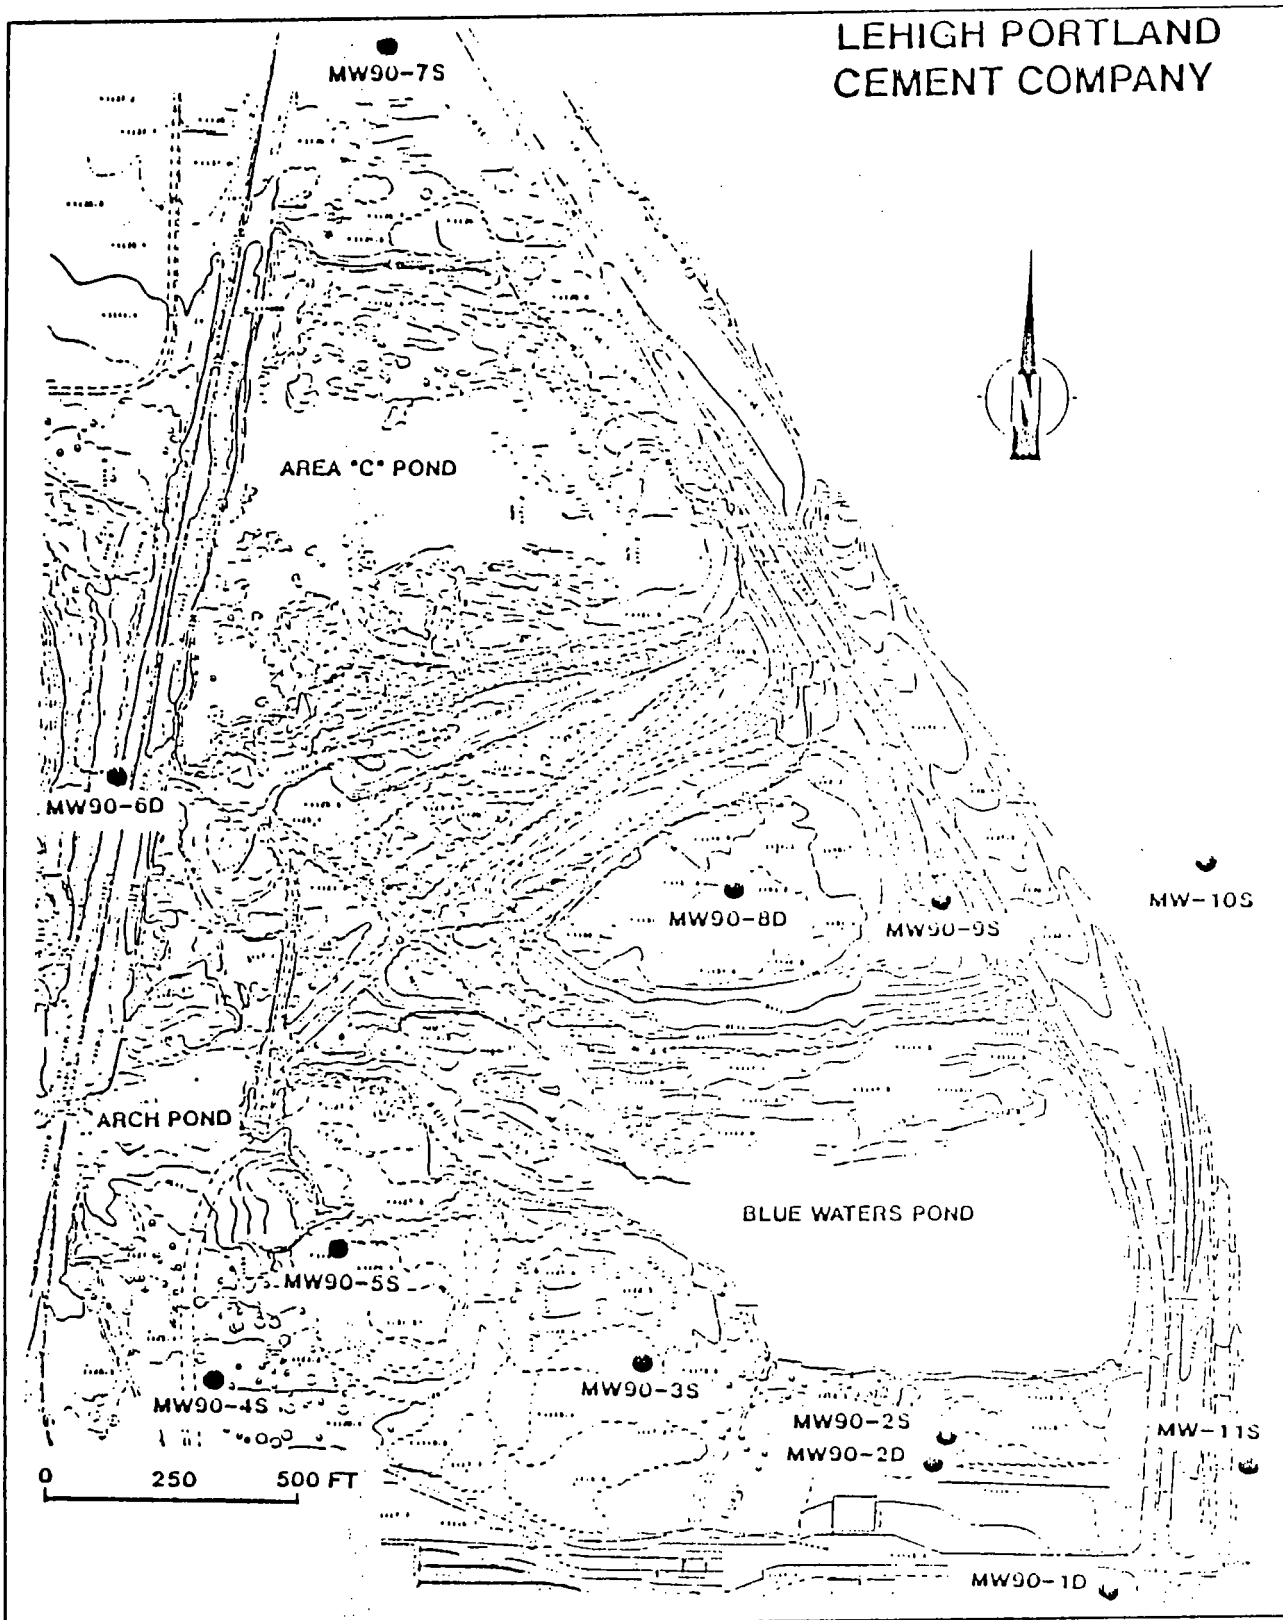 LEHIGH PORTLAND
CEMENT COMPANY
MW90-7S
AREA "C" POND
MW90-6D
MW90-8D
MW90-9S
MW-10S
ARCH POND
BLUE WATERS POND
MW90-5S
MW90-3S
MW90-4S
MW90-2S
MW90-2D
MW-11S
0 250 500 FT
MW90-1D